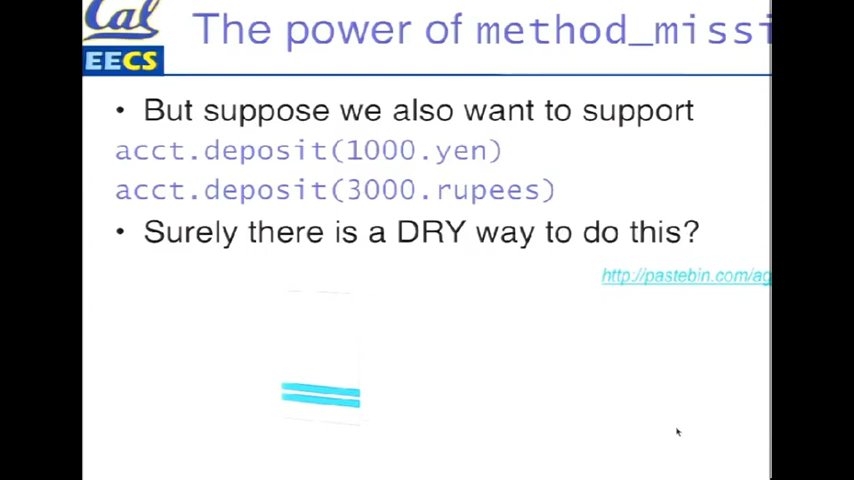 Cal
EECS
The power of method_missi
• But suppose we also want to support
acct.deposit(1000.yen)
acct.deposit(3000.rupees)
• Surely there is a DRY way to do this?
http://pastebin.com/ag